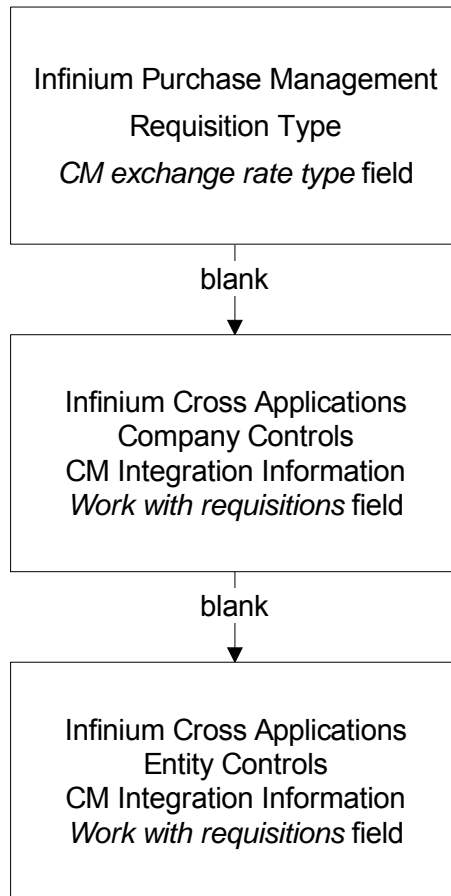 Infinium Purchase Management
Requisition Type
CM exchange rate type field
blank
Infinium Cross Applications
Company Controls
CM Integration Information
Work with requisitions field
blank
Infinium Cross Applications
Entity Controls
CM Integration Information
Work with requisitions field